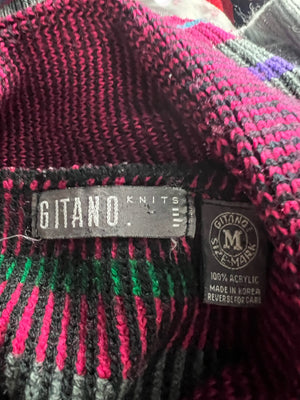 GITANO.
KNITS
GITANO
M
SIZE-MARK
100% ACRYLIC
MADE IN KOREA
REVERSE FOR CARE